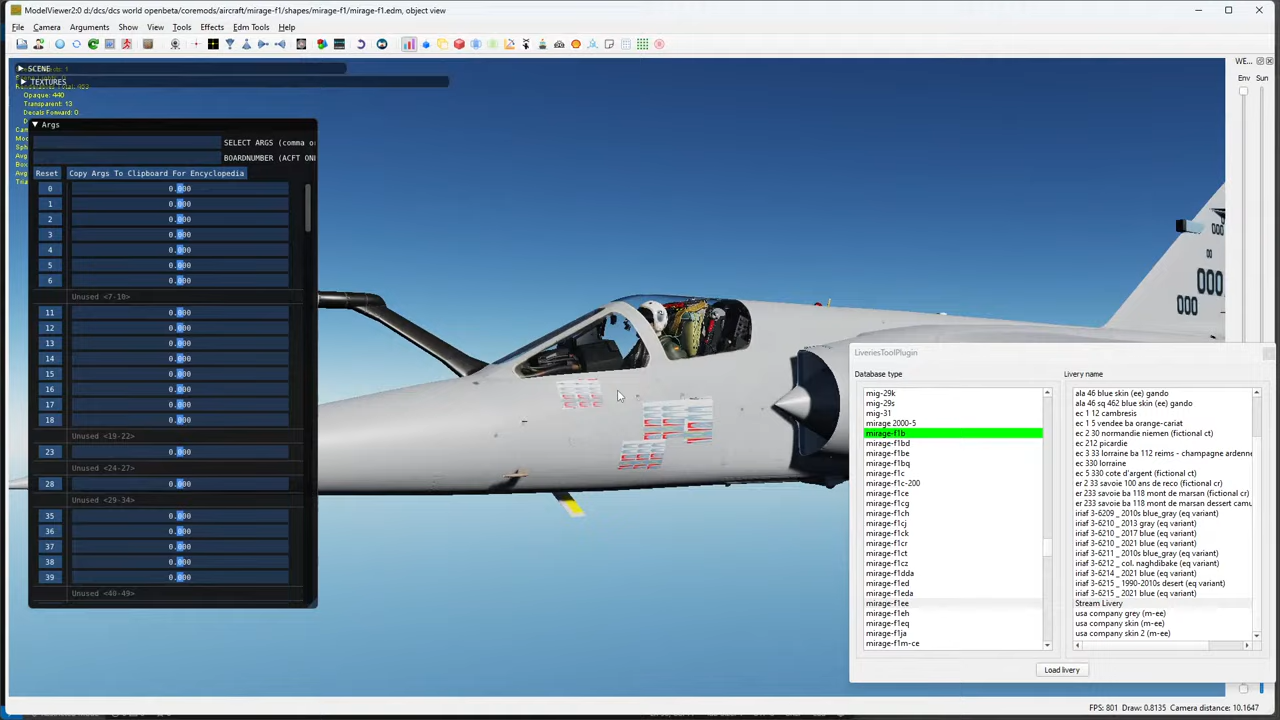 ModelViewer2.0 d:/dcs/dcs world openbeta/coremods/aircraft/mirage-f1/shapes/mirage-f1/mirage-f1.edm, object view
File Camera Arguments Show View Tools Effects Edm Tools Help
SCENE
TEXTURES
Opaque: 440
Transparent: 13
Decals Forward: 0
Args
SELECT ARGS (comma o
BOARDNUMBER (ACFT ONL
Reset Copy Args To Clipboard For Encyclopedia
0 0.000
1 0.000
2 0.000
3 0.000
4 0.000
5 0.000
6 0.000
Unused <7-10>
11 0.000
12 0.000
13 0.000
14 0.000
15 0.000
16 0.000
17 0.000
18 0.000
Unused <19-22>
23 0.000
Unused <24-27>
28 0.000
Unused <29-34>
35 0.000
36 0.000
37 0.000
38 0.000
39 0.000
Unused <40-49>
000
000
WE...
Env Sun
LiveriesToolPlugin
Database type
mig-29k
mig-29s
mig-31
mirage 2000-5
mirage-f1b
mirage-f1bd
mirage-f1be
mirage-f1bq
mirage-f1c
mirage-f1c-200
mirage-f1ce
mirage-f1cg
mirage-f1ch
mirage-f1cj
mirage-f1ck
mirage-f1cr
mirage-f1ct
mirage-f1cz
mirage-f1dda
mirage-f1ed
mirage-f1eda
mirage-f1ee
mirage-f1eh
mirage-f1eq
mirage-f1ja
mirage-f1m-ce
Livery name
ala 46 blue skin (ee) gando
ala 46 sq 462 blue skin (ee) gando
ec 1 12 cambresis
ec 1 5 vendee ba orange-cariat
ec 2 30 normandie niemen (fictional ct)
ec 212 picardie
ec 3 33 lorraine ba 112 reims - champagne ardenne
ec 330 lorraine
ec 5 330 cote d'argent (fictional ct)
er 2 33 savoie 100 ans de reco (fictional cr)
er 233 savoie ba 118 mont de marsan (fictional cr)
er 233 savoie ba 118 mont de marsan dessert camu
iriaf 3-6209 _ 2010s blue_gray (eq variant)
iriaf 3-6210 _ 2013 gray (eq variant)
iriaf 3-6210 _ 2017 blue (eq variant)
iriaf 3-6210 _ 2021 blue (eq variant)
iriaf 3-6211 _ 2010s blue_gray (eq variant)
iriaf 3-6212 _ col. naghdibake (eq variant)
iriaf 3-6214 _ 2021 blue (eq variant)
iriaf 3-6215 _ 1990-2010s desert (eq variant)
iriaf 3-6215 _ 2021 blue (eq variant)
Stream Livery
usa company grey (m-ee)
usa company skin (m-ee)
usa company skin 2 (m-ee)
Load livery
FPS: 801 Draw: 0.8135 Camera distance: 10.1647